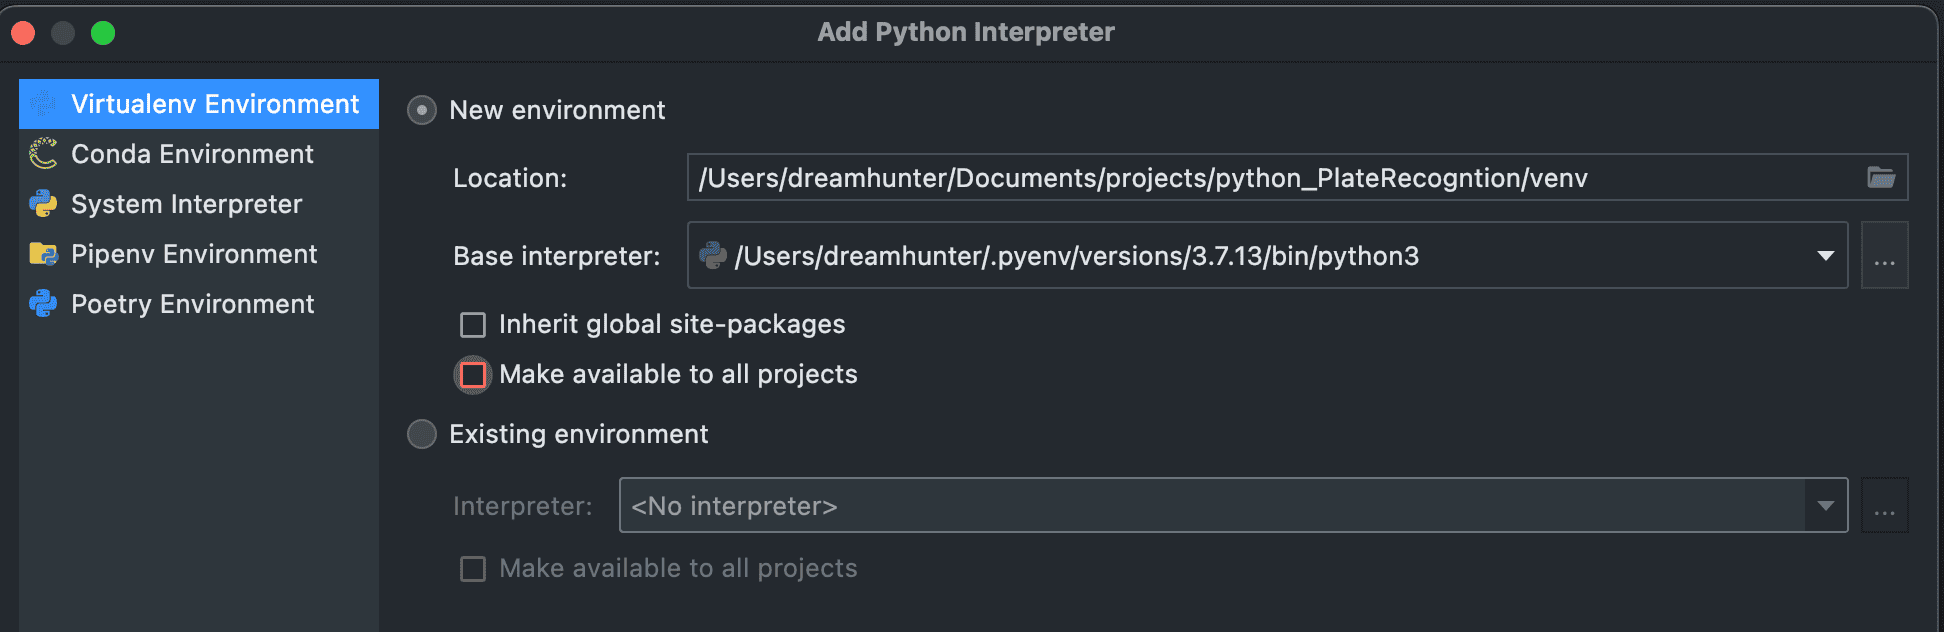 Add Python Interpreter
Virtualenv Environment
Conda Environment
System Interpreter
Pipenv Environment
Poetry Environment
New environment
Location: /Users/dreamhunter/Documents/projects/python_PlateRecogntion/venv
Base interpreter: /Users/dreamhunter/.pyenv/versions/3.7.13/bin/python3 ...
Inherit global site-packages
Make available to all projects
Existing environment
Interpreter: <No interpreter> ...
Make available to all projects